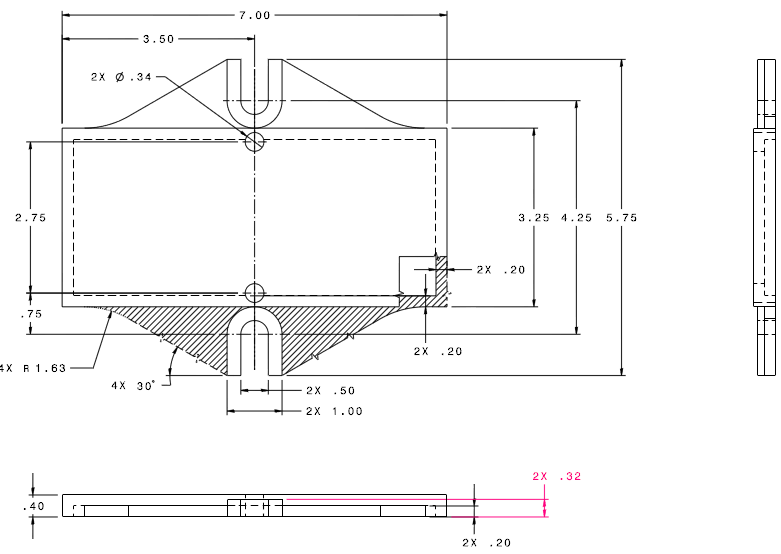 7.00
3.50
2X Ø .34
2.75
3.25 4.25 5.75
2X .20
.75
2X .20
4X R1.63
4X 30°
2X .50
2X 1.00
2X .32
.40
2X .20